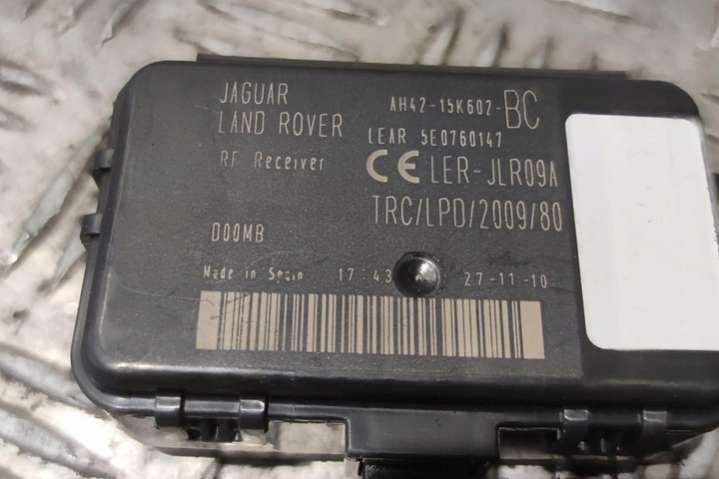 JAGUAR
LAND ROVER
RF Receiver
AH42-15K602-BC
LEAR 5E0760147
CE LER-JLR09A
TRC/LPD/2009/80
D00MB
Made in Spain 17:43 27-11-10